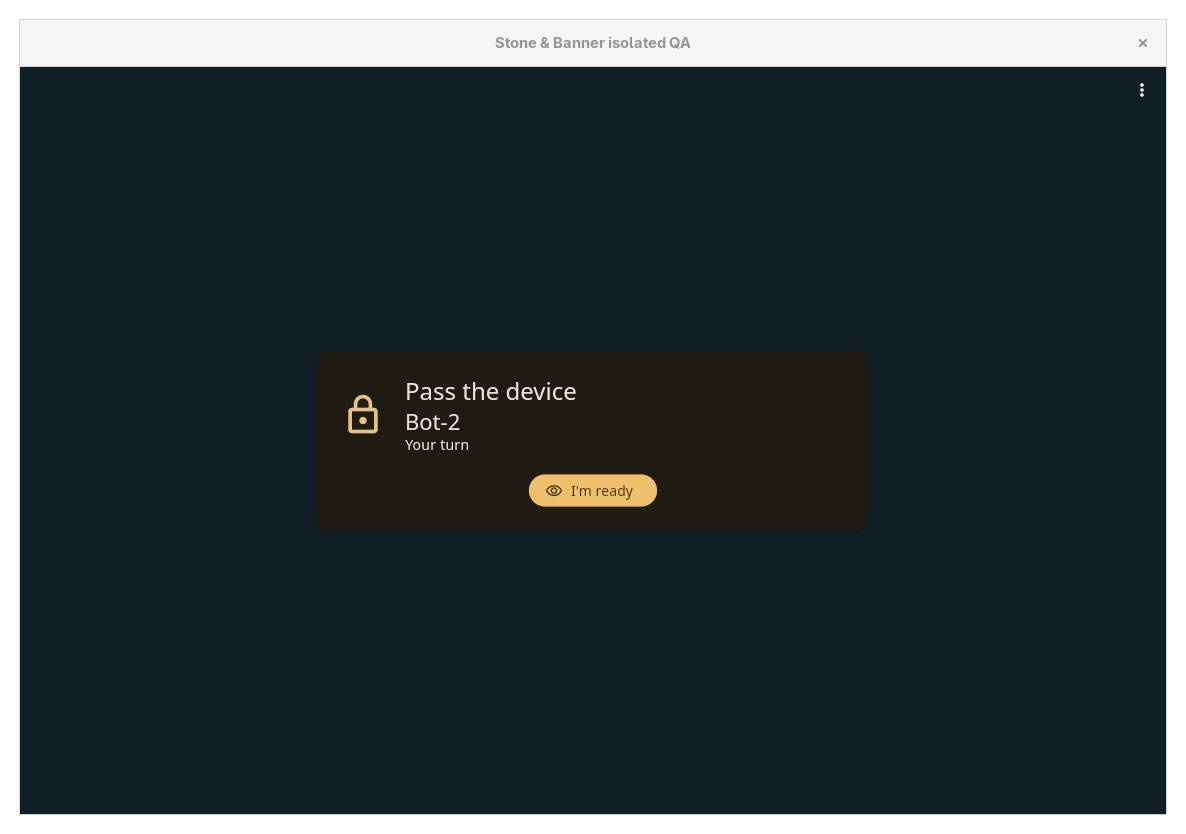 Stone & Banner isolated QA
Pass the device
Bot-2
Your turn
I'm ready